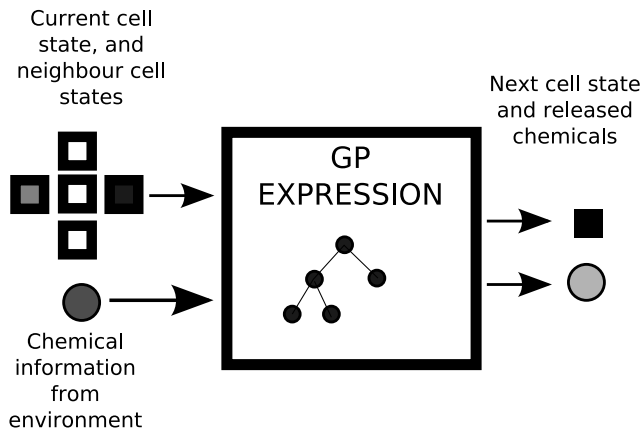 Current cell
state, and
neighbour cell
states
GP
EXPRESSION
Next cell state
and released
chemicals
Chemical
information
from
environment